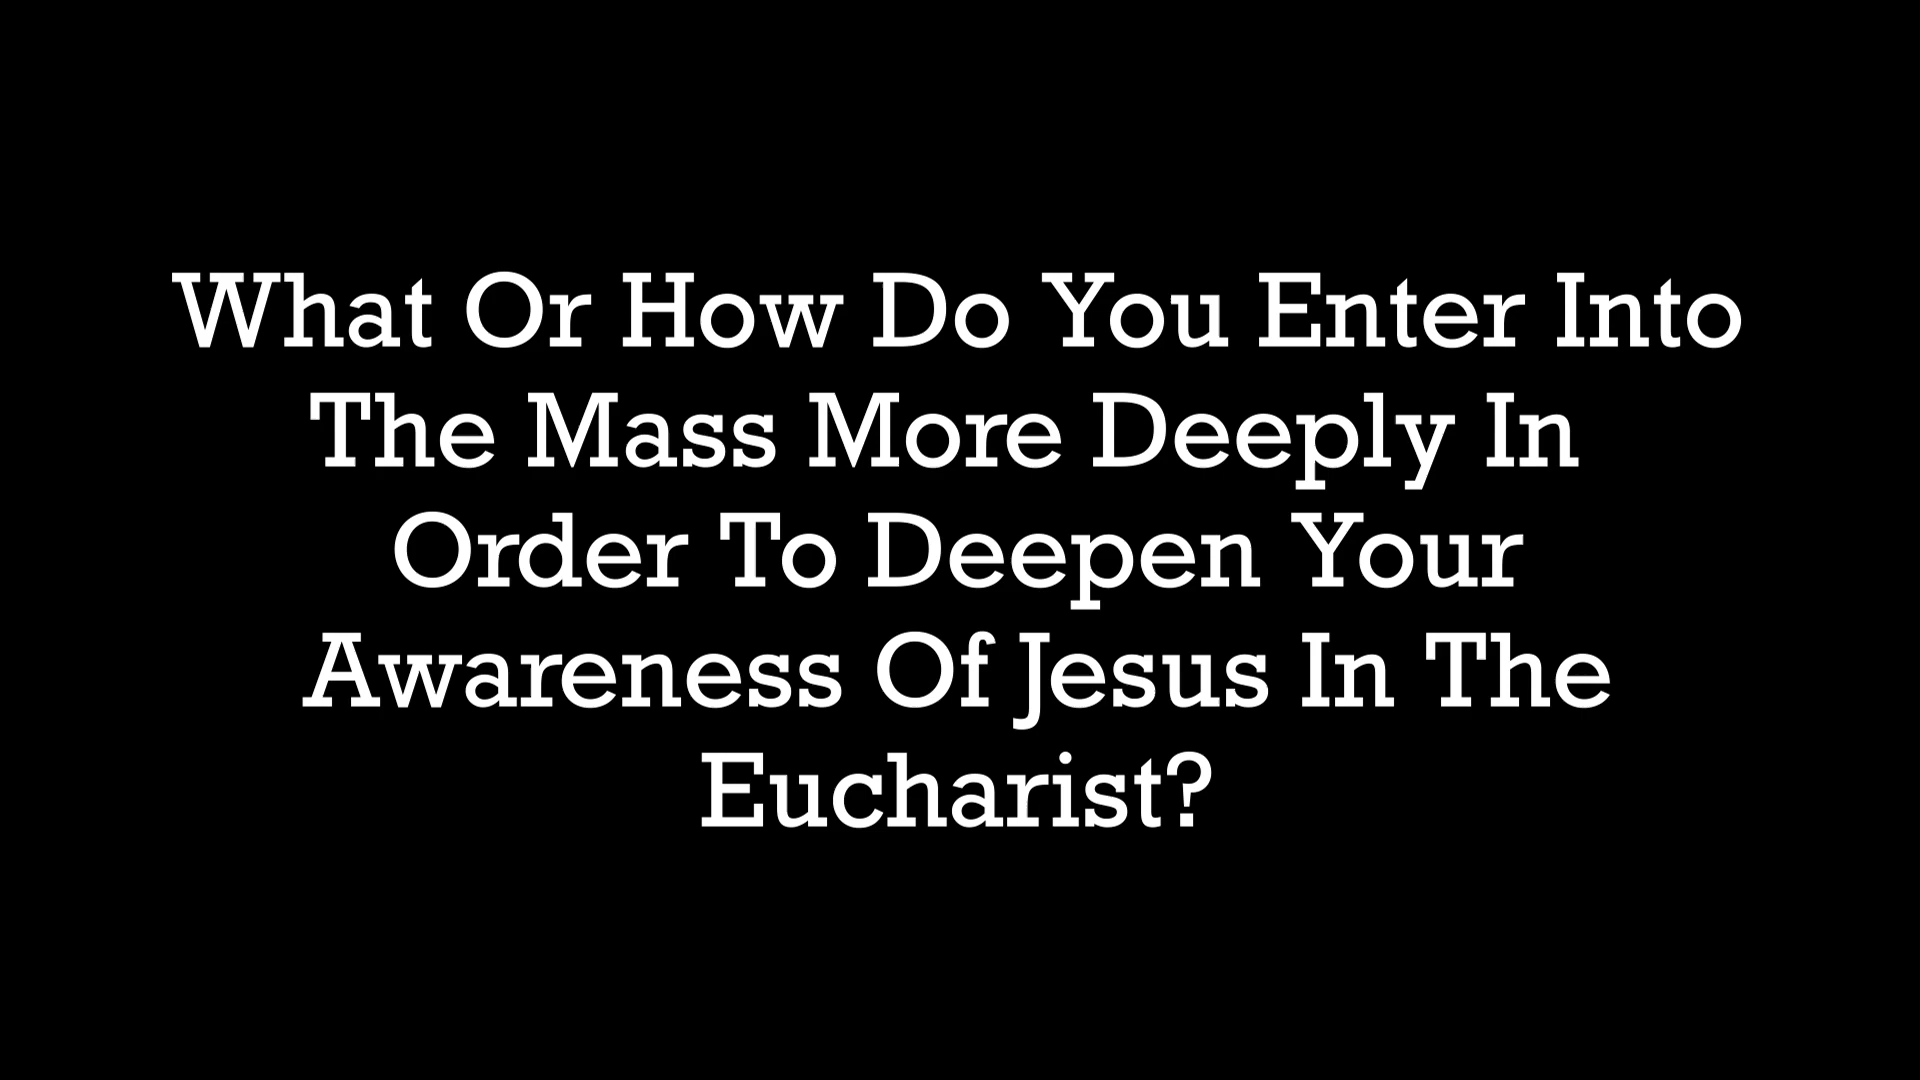 What Or How Do You Enter Into
The Mass More Deeply In
Order To Deepen Your
Awareness Of Jesus In The
Eucharist?